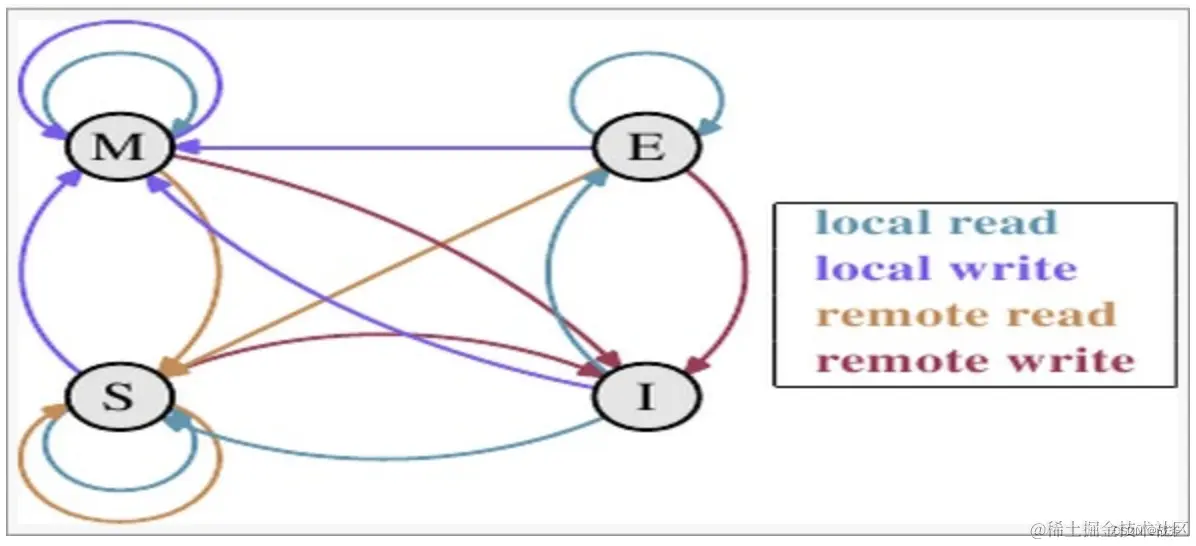 M
E
local read
local write
remote read
remote write
S
I
@稀土掘金技术社区